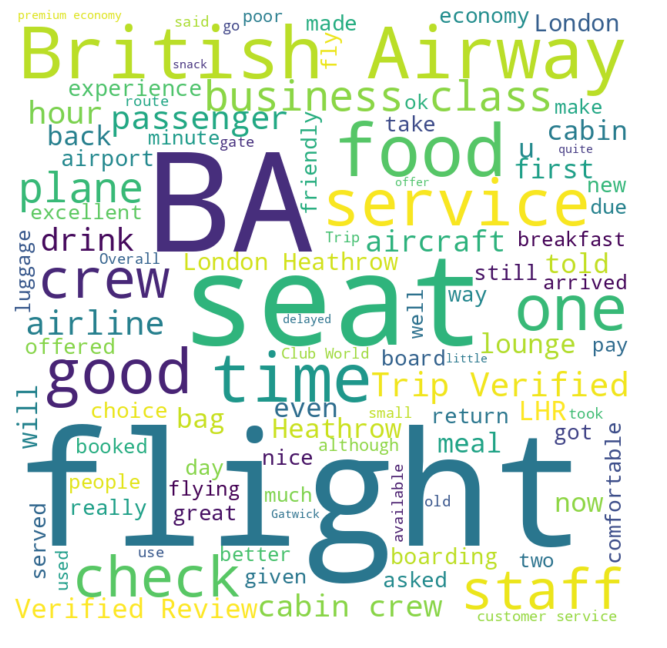 premium economy
said
go
poor
made
economy
London
British Airway
fly
snack
experience
business class
ok
make
route
hour
passenger
take
cabin
back
minute
gate
friendly
food
u
quite
airport
first
plane
BA
offer
new
excellent
service
due
drink
Trip
aircraft
breakfast
luggage
Overall
London Heathrow
still
told
crew
seat
arrived
way
one
airline
delayed
well
offered
good
time
Club World
board
little
lounge
pay
Trip Verified
will
choice
bag
even
small
return
LHR
took
Heathrow
booked
although
meal
got
comfortable
nice
day
people
flying
much
available
old
now
really
great
Gatwick
flight
served
used
use
better
boarding
two
check
given
asked
staff
Verified Review
cabin crew
customer service